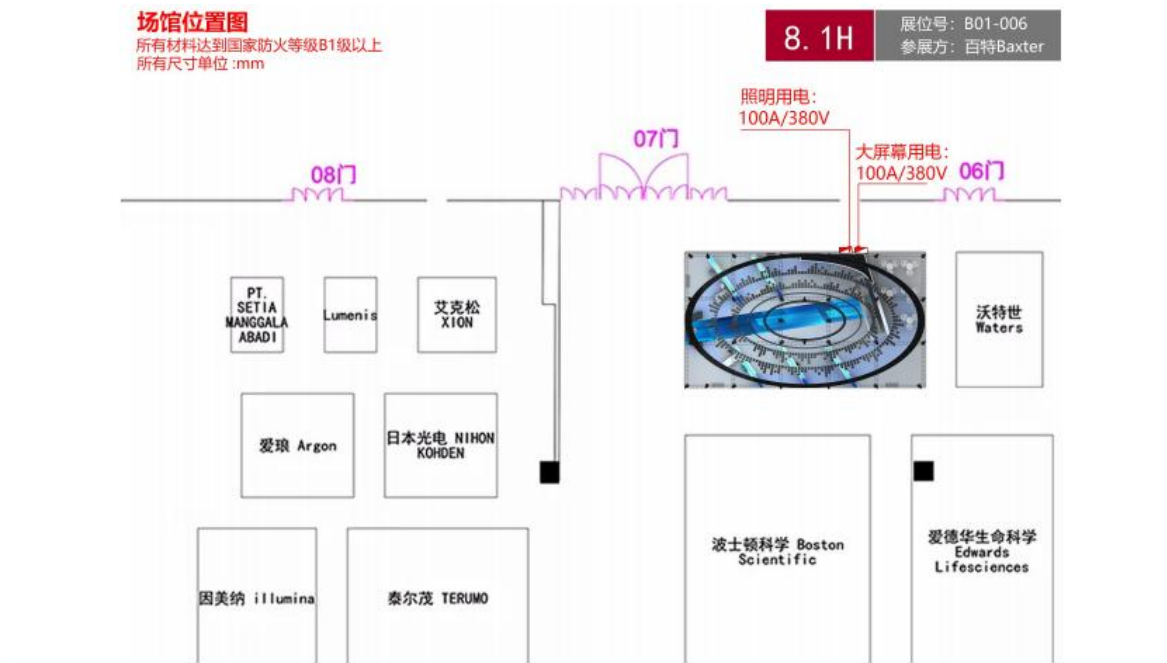 场馆位置图
所有材料达到国家防火等级B1级以上
所有尺寸单位 :mm
8.1H
展位号: B01-006
参展方: 百特Baxter
照明用电:
100A/380V
大屏幕用电:
100A/380V
08门
07门
06门
PT.
SETIA
MANGGALA
ABADI
Lumenis
艾克松
XION
沃特世
Waters
爱琅 Argon
日本光电 NIHON
KOHDEN
波士顿科学 Boston
Scientific
爱德华生命科学
Edwards
Lifesciences
因美纳 illumina
泰尔茂 TERUMO